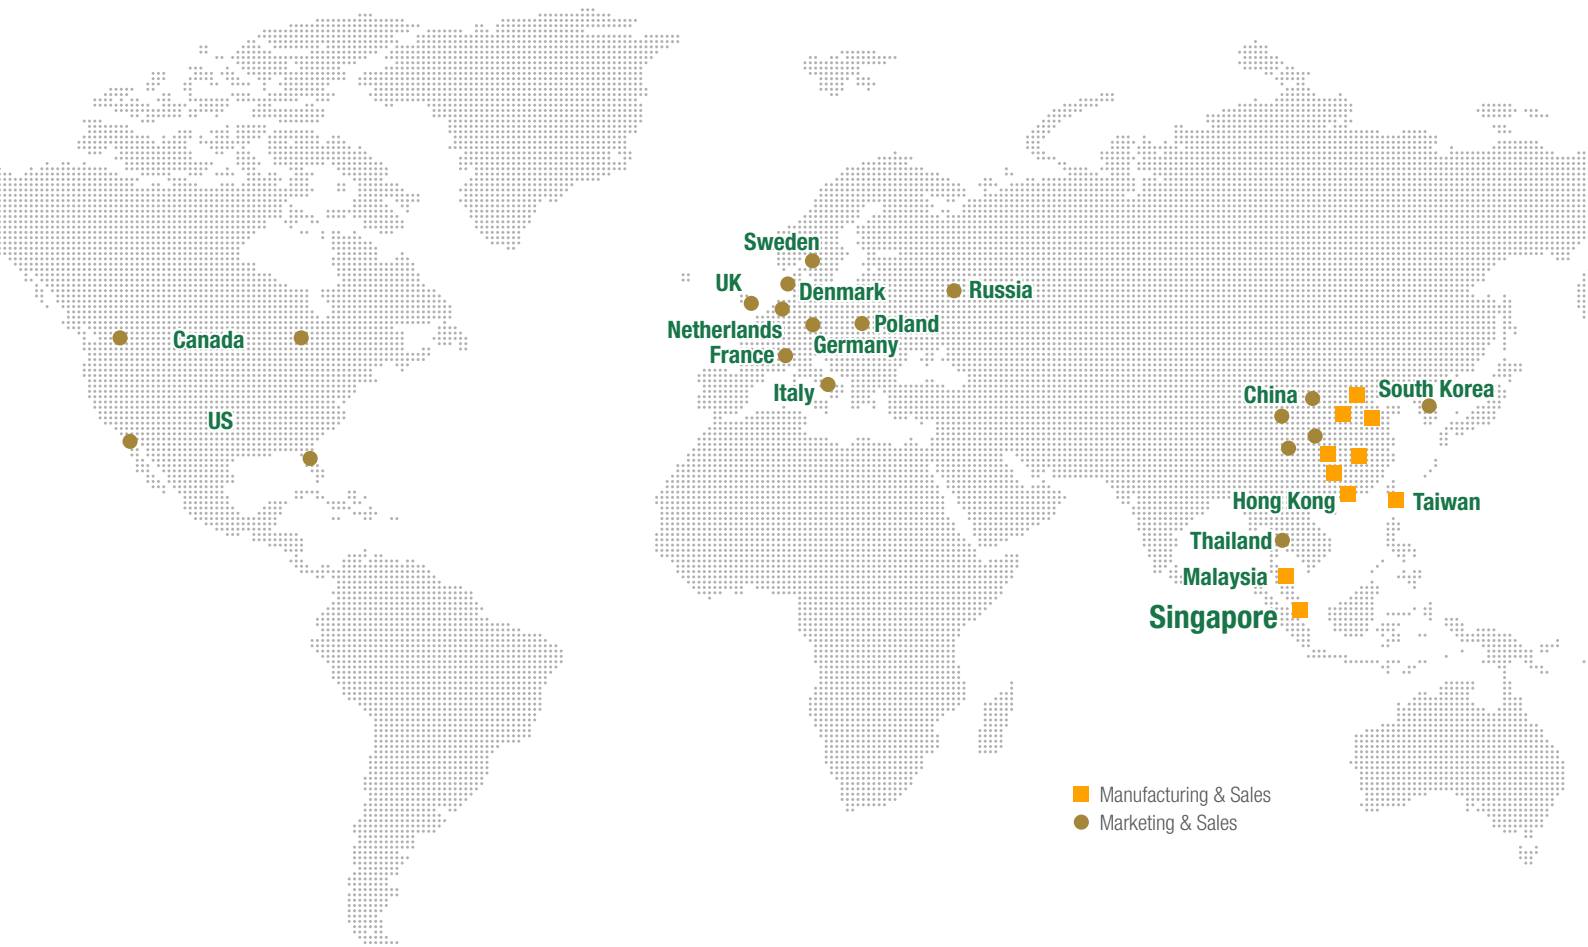 Sweden
UK
Denmark
Russia
Netherlands
Poland
Canada
Germany
France
Italy
China
South Korea
US
Hong Kong
Taiwan
Thailand
Malaysia
Singapore
Manufacturing & Sales
Marketing & Sales